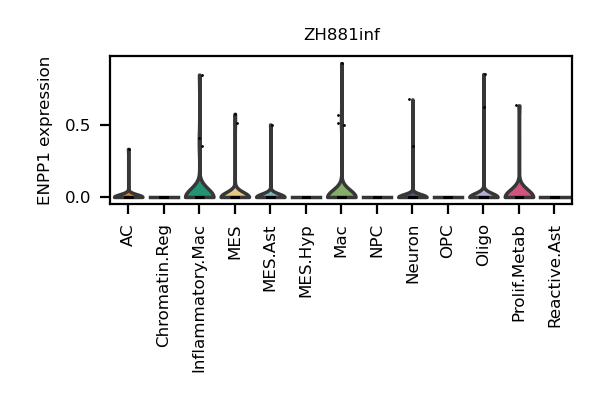 ZH881inf
ENPP1 expression
0.5
0.0
AC
Chromatin.Reg
Inflammatory.Mac
MES
MES.Ast
MES.Hyp
Mac
NPC
Neuron
OPC
Oligo
Prolif.Metab
Reactive.Ast